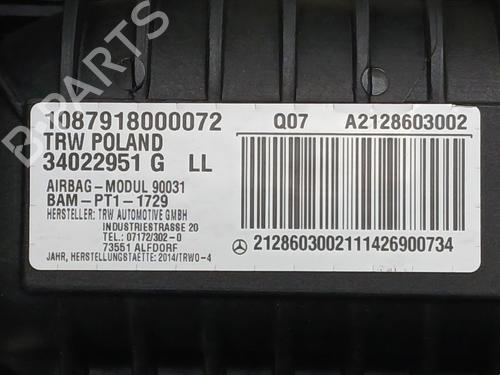 BPARTS
1087918000072 Q07 A2128603002
TRW POLAND
34022951 G LL
AIRBAG-MODUL 90031
BAM-PT1-1729
HERSTELLER: TRW AUTOMOTIVE GMBH
INDUSTRIESTRASSE 20
TEL.: 07172/302-0
73551 ALFDORF
JAHR, HERSTELLUNGSTAETTE: 2014/TRWO-4
2128603002111426900734